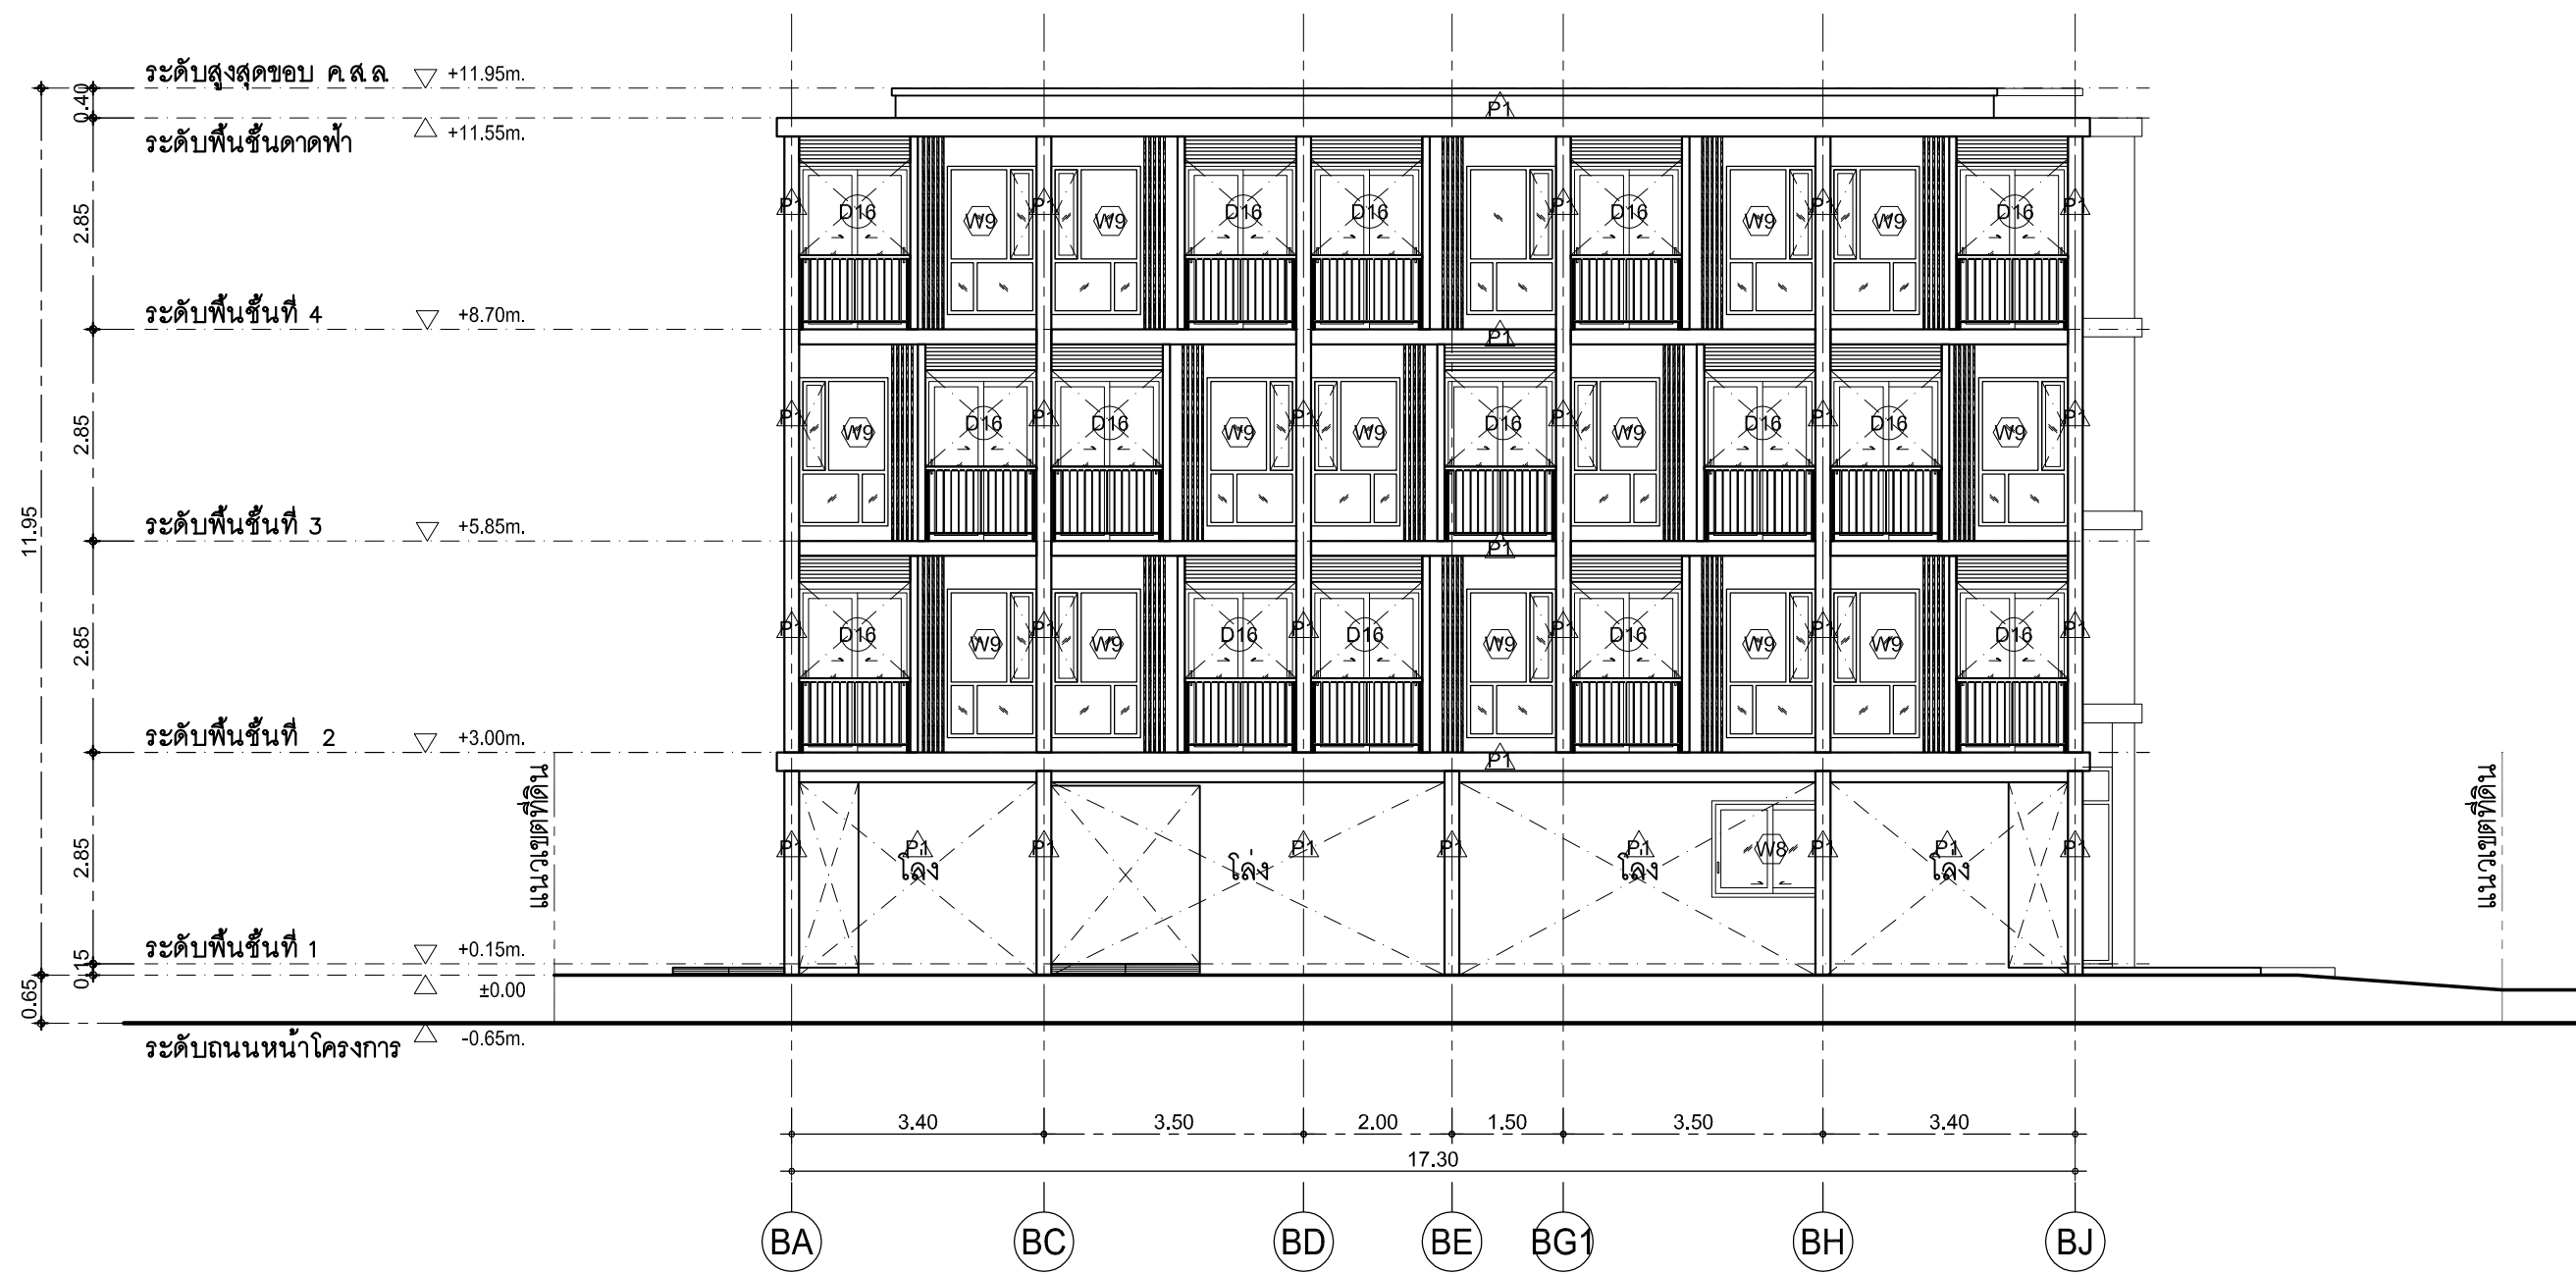 ระดับสูงสุดขอบ ค.ส.ล. +11.95m.
0.40
ระดับพื้นชั้นดาดฟ้า +11.55m.
P1
2.85
P1 D16 W9 P1 W9 D16 D16 P1 D16 W9 P1 W9 D16 P1
ระดับพื้นชั้นที่ 4 +8.70m.
P1
2.85
P1 W9 D16 P1 D16 W9 P1 W9 D16 P1 W9 D16 P1 D16 W9 P1
11.95
ระดับพื้นชั้นที่ 3 +5.85m.
P1
2.85
P1 D16 W9 P1 W9 D16 P1 D16 W9 P1 D16 W9 P1 W9 D16 P1
ระดับพื้นชั้นที่ 2 +3.00m.
P1
แนวเขตที่ดิน
แนวเขตที่ดิน
2.85
P1 P1 P1 P1 P1 P1 W8 P1 P1 P1
โล่ง โล่ง โล่ง โล่ง
ระดับพื้นชั้นที่ 1 +0.15m.
0.15
±0.00
0.65
ระดับถนนหน้าโครงการ -0.65m.
3.40 3.50 2.00 1.50 3.50 3.40
17.30
BA BC BD BE BG1 BH BJ